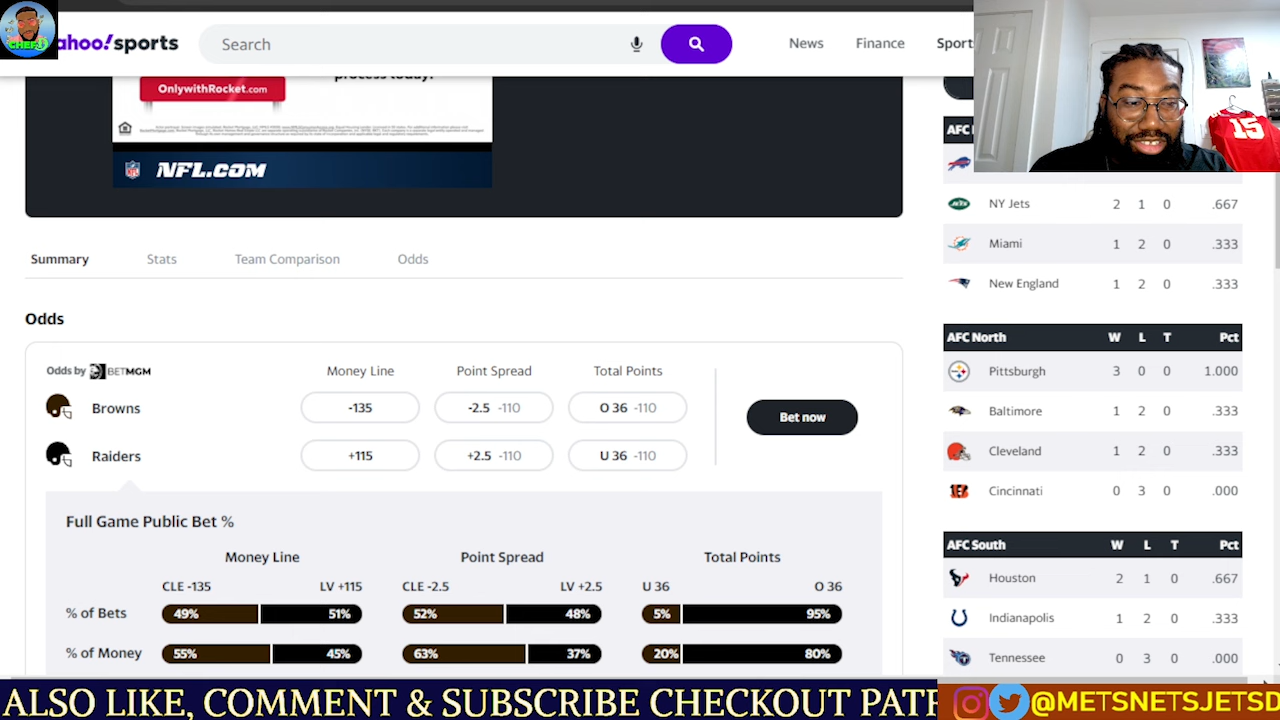 CHEF
yahoo!sports
Search
News
Finance
Sport
process today!
OnlywithRocket.com
NFL
NFL.COM
Summary
Stats
Team Comparison
Odds
Odds
Odds by BETMGM
Money Line
Point Spread
Total Points
Browns
-135
-2.5 -110
O 36 -110
Bet now
Raiders
+115
+2.5 -110
U 36 -110
Full Game Public Bet %
Money Line
Point Spread
Total Points
CLE -135
LV +115
CLE -2.5
LV +2.5
U 36
O 36
% of Bets
49%
51%
52%
48%
5%
95%
% of Money
55%
45%
63%
37%
20%
80%
15
AFC
NY Jets 2 1 0 .667
Miami 1 2 0 .333
New England 1 2 0 .333
AFC North W L T Pct
Pittsburgh 3 0 0 1.000
Baltimore 1 2 0 .333
Cleveland 1 2 0 .333
Cincinnati 0 3 0 .000
AFC South W L T Pct
Houston 2 1 0 .667
Indianapolis 1 2 0 .333
Tennessee 0 3 0 .000
ALSO LIKE, COMMENT & SUBSCRIBE CHECKOUT PATR
@METSNETSJETSD